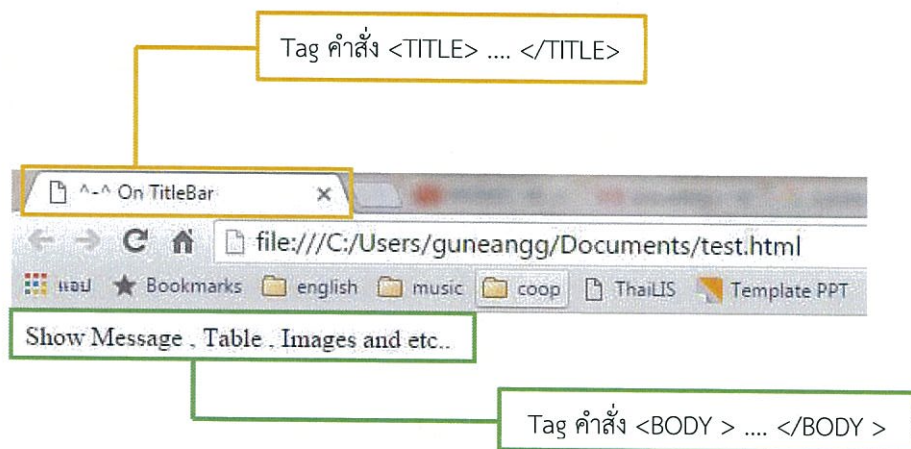 Tag คำสั่ง <TITLE> .... </TITLE>
^-^ On TitleBar
file:///C:/Users/guneangg/Documents/test.html
แอป Bookmarks english music coop ThaiLIS Template PPT
Show Message , Table , Images and etc..
Tag คำสั่ง <BODY > .... </BODY >